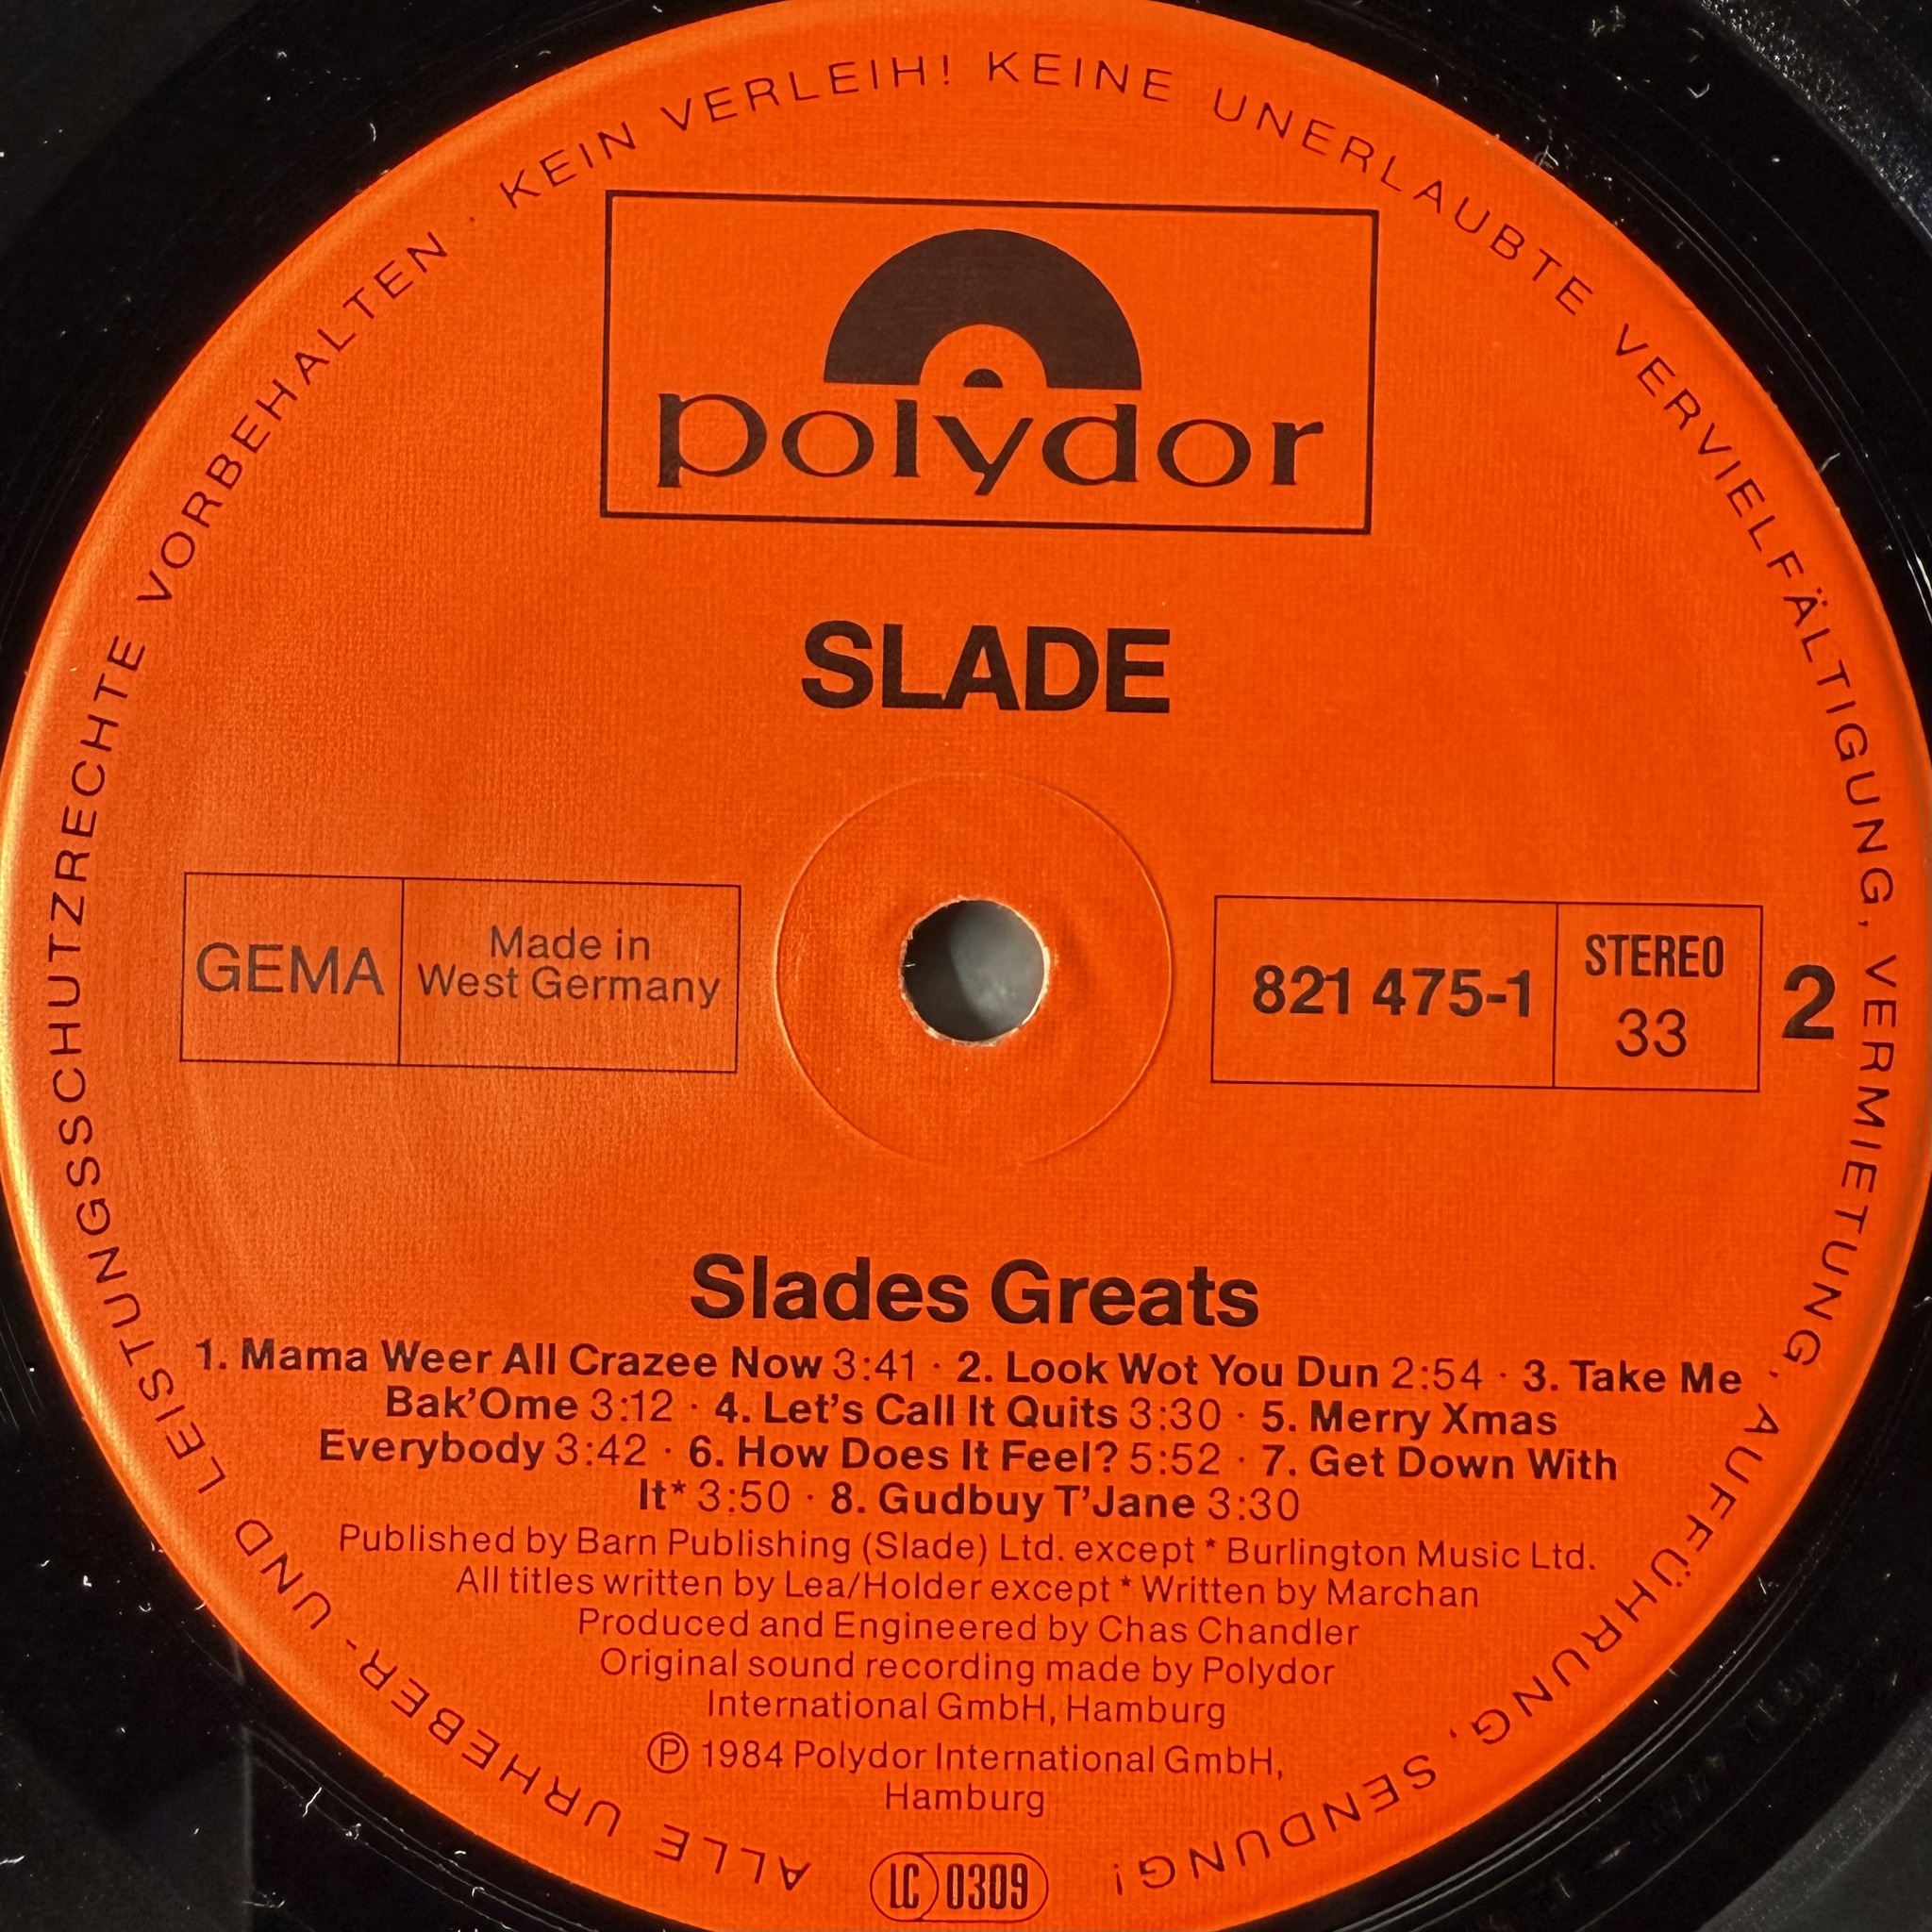 ALLE URHEBER- UND LEISTUNGSSCHUTZRECHTE VORBEHALTEN · KEIN VERLEIH! KEINE UNERLAUBTE VERVIELFÄLTIGUNG, VERMIETUNG, AUFFÜHRUNG, SENDUNG!
polydor
SLADE
GEMA
Made in
West Germany
821 475-1
STEREO
33
2
Slades Greats
1. Mama Weer All Crazee Now 3:41 · 2. Look Wot You Dun 2:54 · 3. Take Me
Bak'Ome 3:12 · 4. Let's Call It Quits 3:30 · 5. Merry Xmas
Everybody 3:42 · 6. How Does It Feel? 5:52 · 7. Get Down With
It* 3:50 · 8. Gudbuy T'Jane 3:30
Published by Barn Publishing (Slade) Ltd. except * Burlington Music Ltd.
All titles written by Lea/Holder except * Written by Marchan
Produced and Engineered by Chas Chandler
Original sound recording made by Polydor
International GmbH, Hamburg
Ⓟ 1984 Polydor International GmbH,
Hamburg
LC 0309